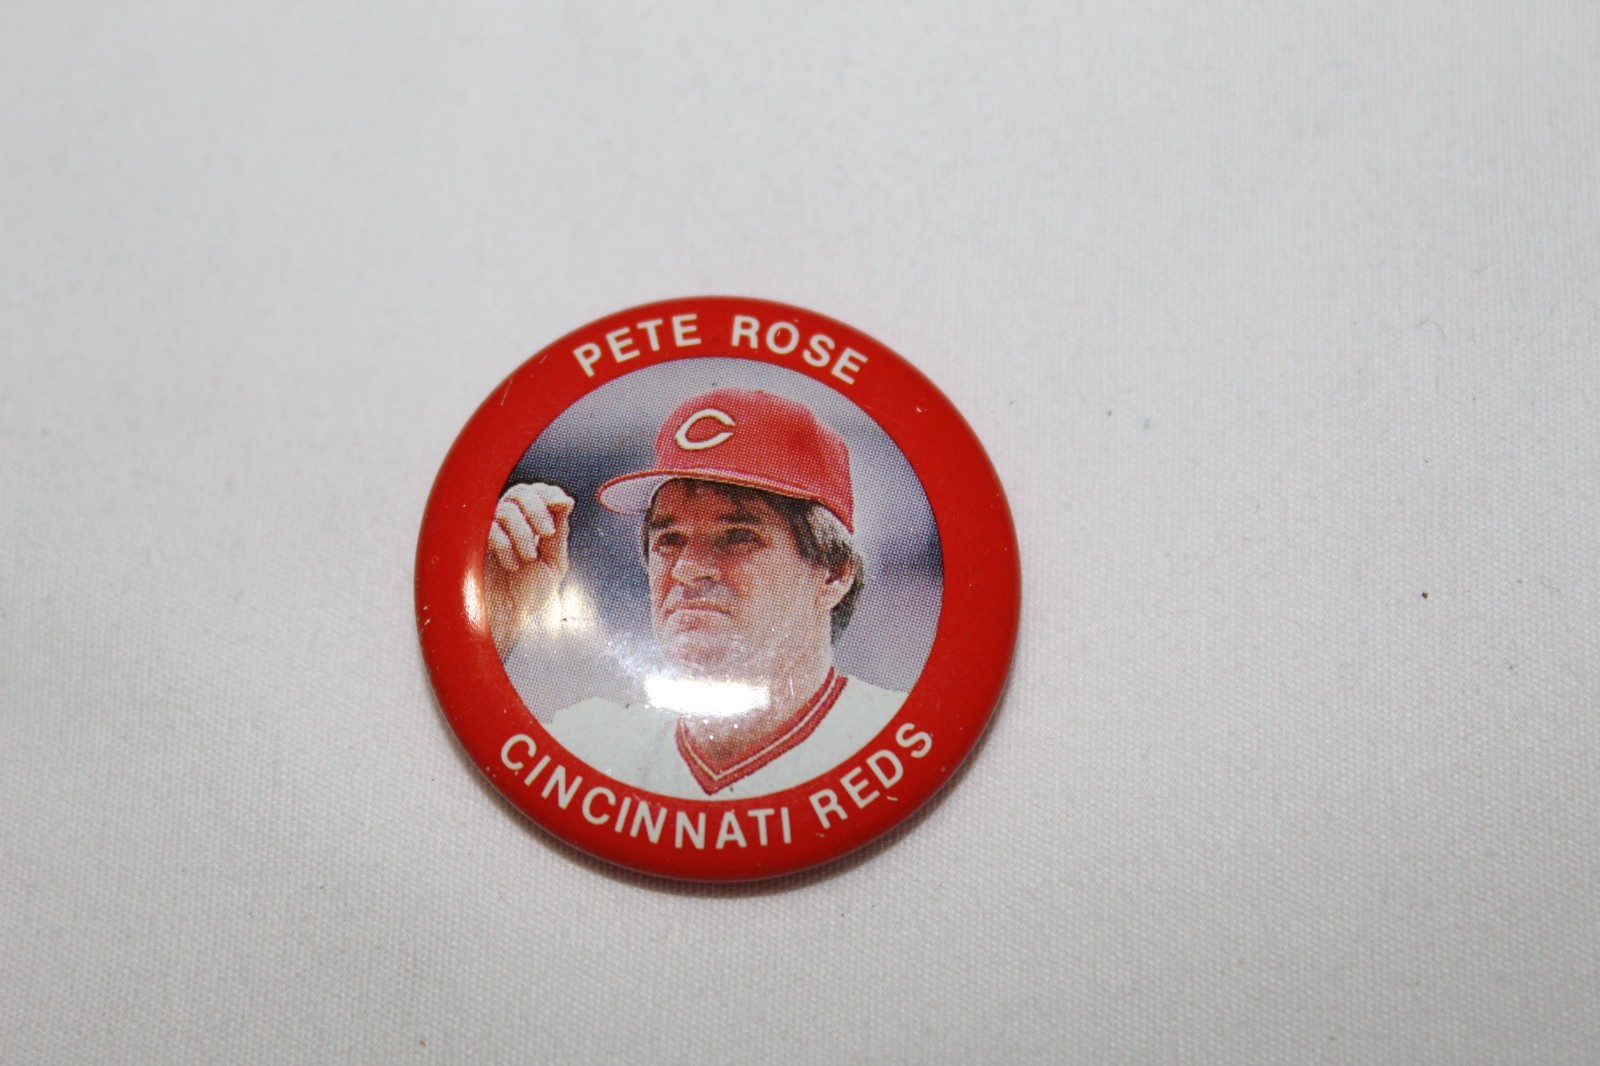 PETE ROSE
C
CINCINNATI REDS